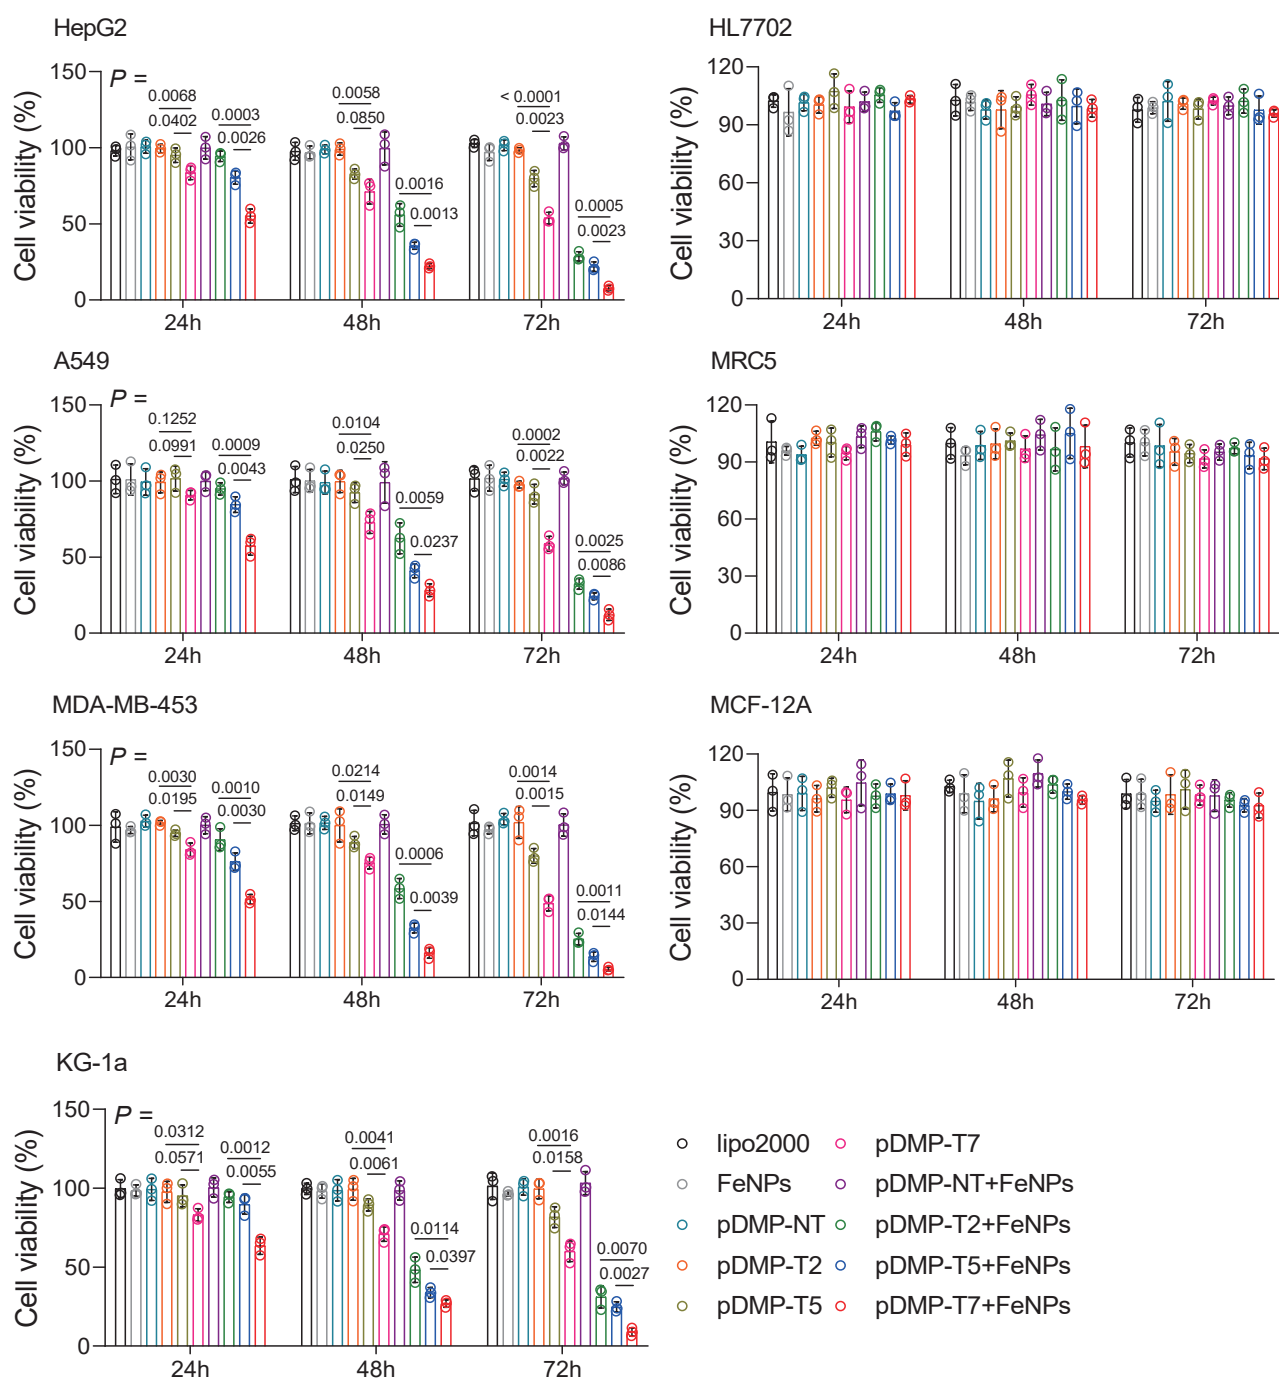 HepG2
Cell viability (%)
150
100
50
0
P =
0.0068
0.0402
0.0003
0.0026
0.0058
0.0850
0.0016
0.0013
< 0.0001
0.0023
0.0005
0.0023
24h 48h 72h
HL7702
Cell viability (%)
120
90
60
30
0
24h 48h 72h
A549
Cell viability (%)
150
100
50
0
P =
0.1252
0.0991
0.0009
0.0043
0.0104
0.0250
0.0059
0.0237
0.0002
0.0022
0.0025
0.0086
24h 48h 72h
MRC5
Cell viability (%)
120
90
60
30
0
24h 48h 72h
MDA-MB-453
Cell viability (%)
150
100
50
0
P =
0.0030
0.0195
0.0010
0.0030
0.0214
0.0149
0.0006
0.0039
0.0014
0.0015
0.0011
0.0144
24h 48h 72h
MCF-12A
Cell viability (%)
120
90
60
30
0
24h 48h 72h
KG-1a
Cell viability (%)
150
100
50
0
P =
0.0312
0.0571
0.0012
0.0055
0.0041
0.0061
0.0114
0.0397
0.0016
0.0158
0.0070
0.0027
24h 48h 72h
lipo2000
FeNPs
pDMP-NT
pDMP-T2
pDMP-T5
pDMP-T7
pDMP-NT+FeNPs
pDMP-T2+FeNPs
pDMP-T5+FeNPs
pDMP-T7+FeNPs